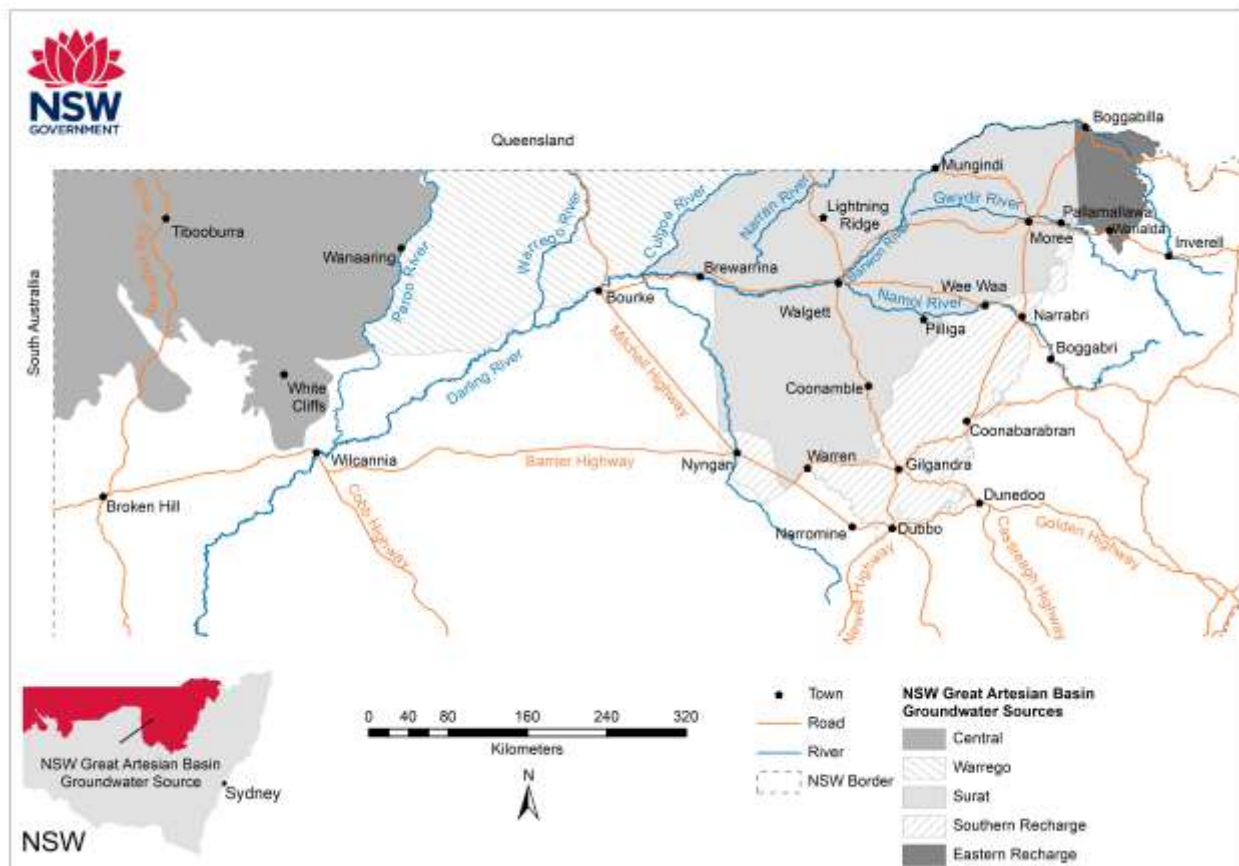 NSW
GOVERNMENT
Queensland
South Australia
Boggabilla
Mungindi
Tibooburra
Lightning
Ridge
Culgoa River
Narran River
Gwydir River
Pallamallawa
Warialda
Moree
Inverell
Wanaaring
Warrego River
Paroo River
Barwon River
Brewarrina
Bourke
Walgett
Wee Waa
Namoi River
Pilliga
Narrabri
Boggabri
Mitchell Highway
Darling River
White
Cliffs
Coonamble
Coonabarabran
Wilcannia
Barrier Highway
Nyngan
Warren
Gilgandra
Broken Hill
Cobb Highway
Dunedoo
Narromine
Dubbo
Newell Highway
Castlereagh Highway
Golden Highway
NSW Great Artesian Basin
Groundwater Source
Sydney
NSW
0 40 80 160 240 320
Kilometers
N
Town
Road
River
NSW Border
NSW Great Artesian Basin
Groundwater Sources
Central
Warrego
Surat
Southern Recharge
Eastern Recharge